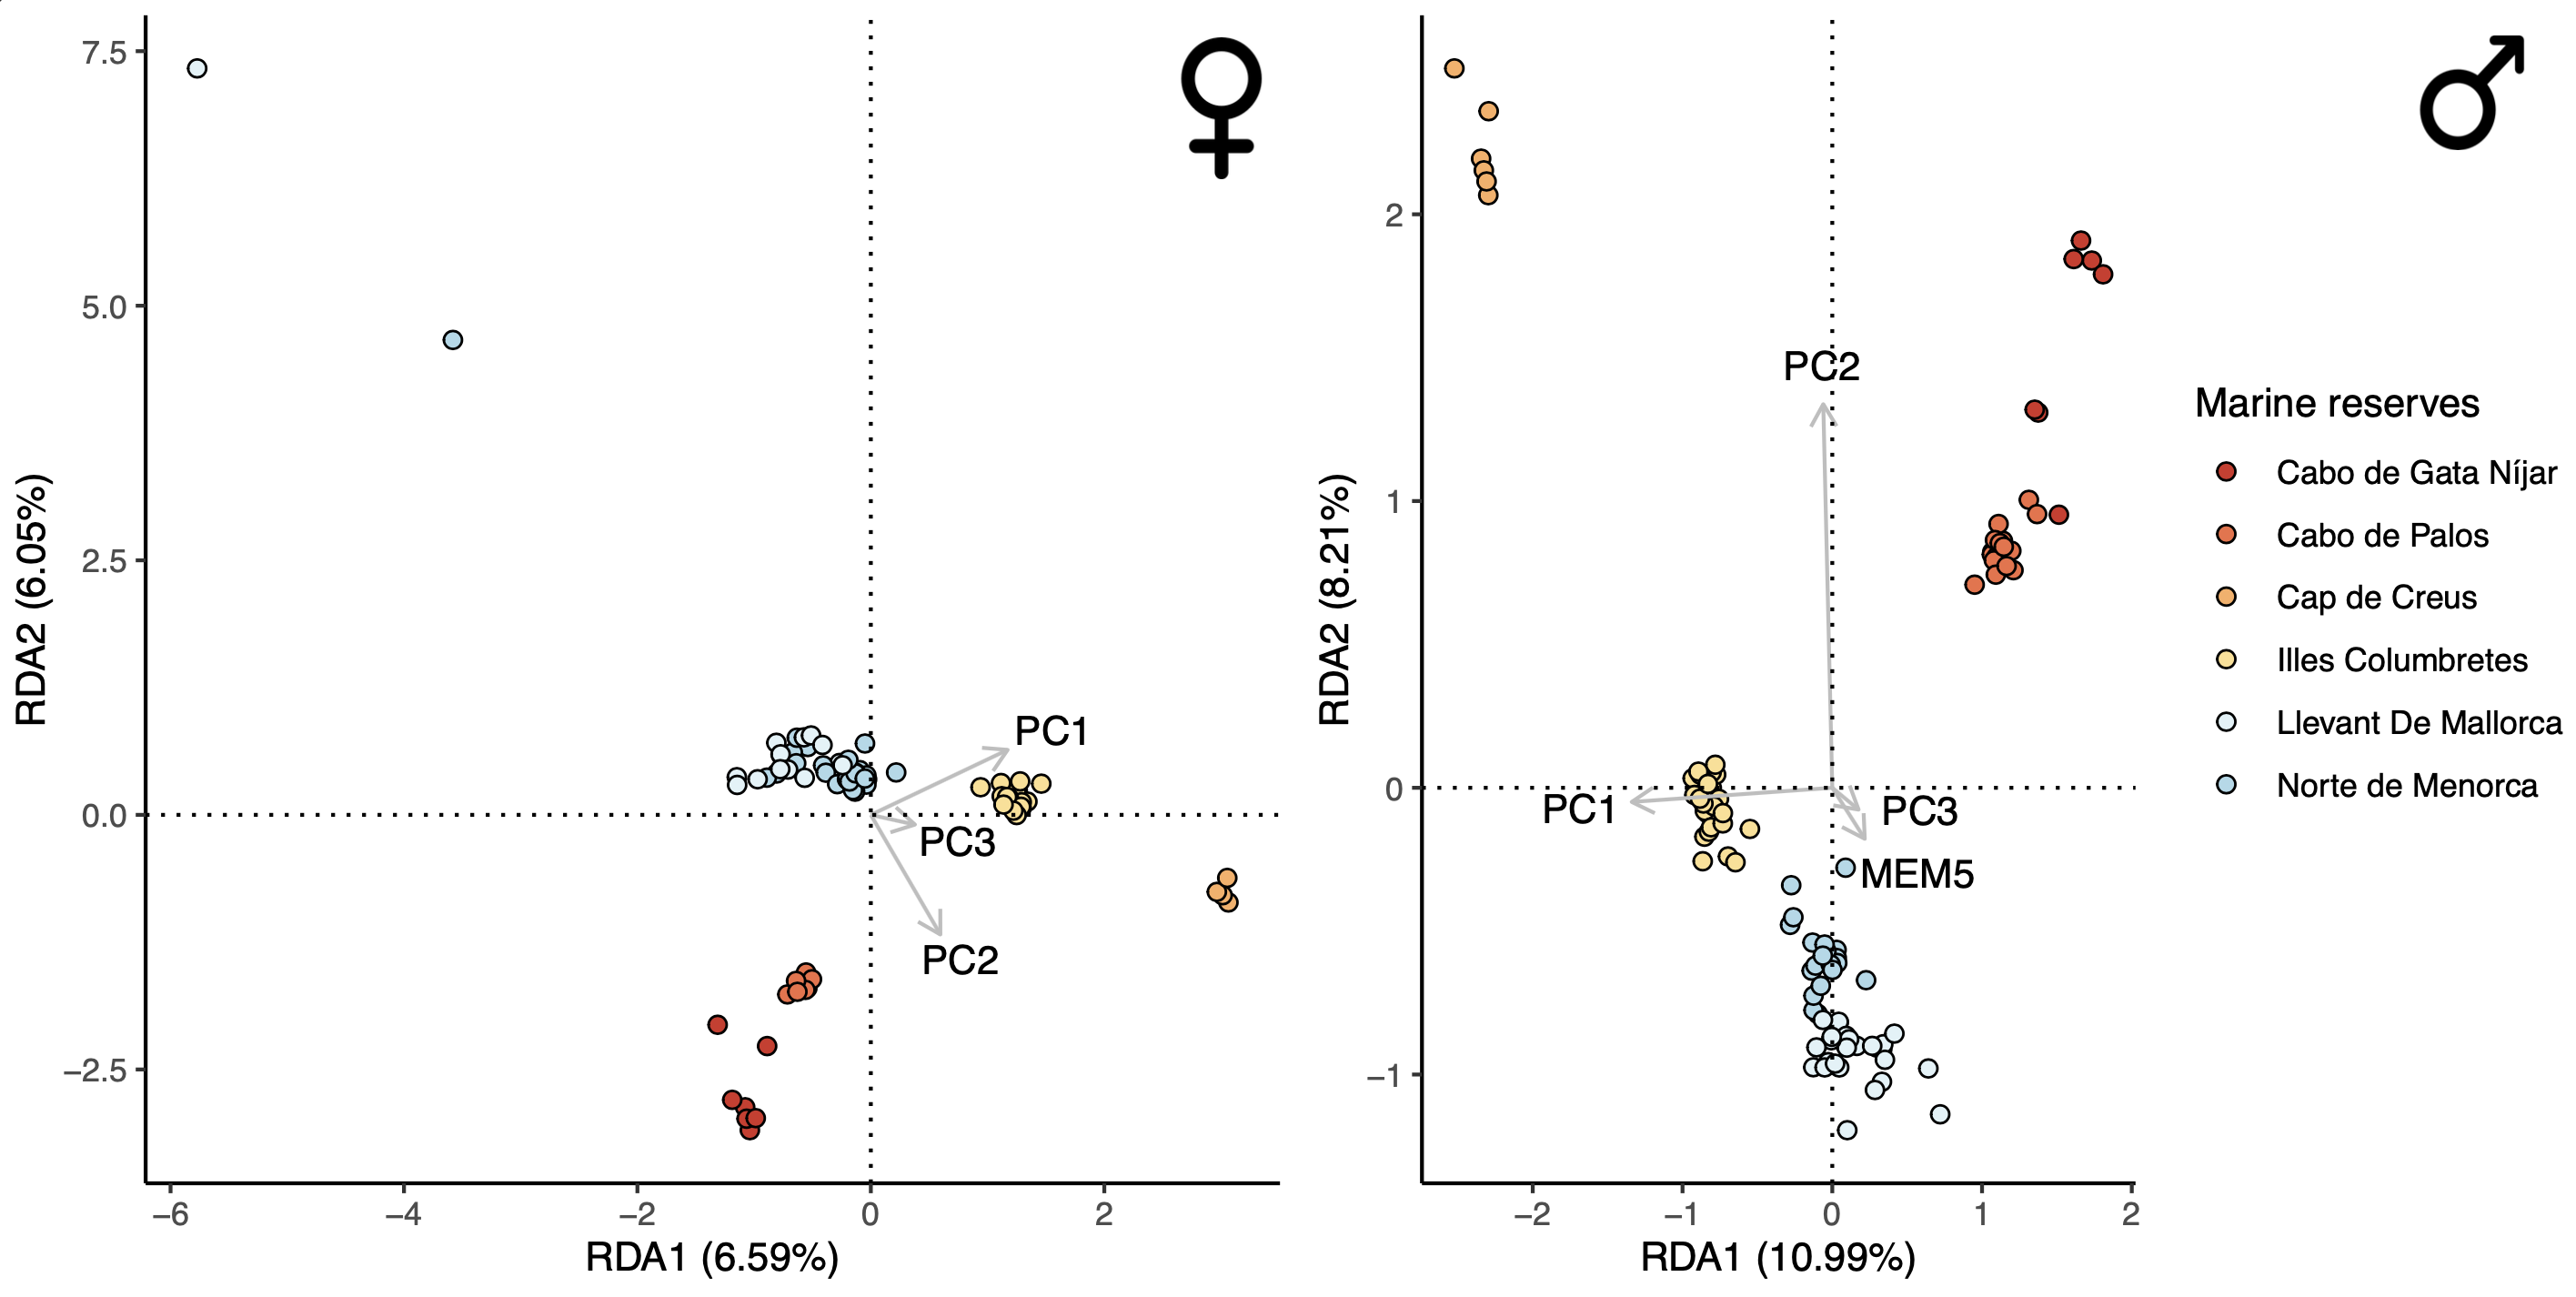 7.5
5.0
2.5
0.0
−2.5
−6
−4
−2
0
2
RDA1 (6.59%)
RDA2 (6.05%)
PC1
PC3
PC2
2
1
0
−1
−2
−1
0
1
2
RDA1 (10.99%)
RDA2 (8.21%)
PC2
PC1
PC3
MEM5
Marine reserves
Cabo de Gata Níjar
Cabo de Palos
Cap de Creus
Illes Columbretes
Llevant De Mallorca
Norte de Menorca